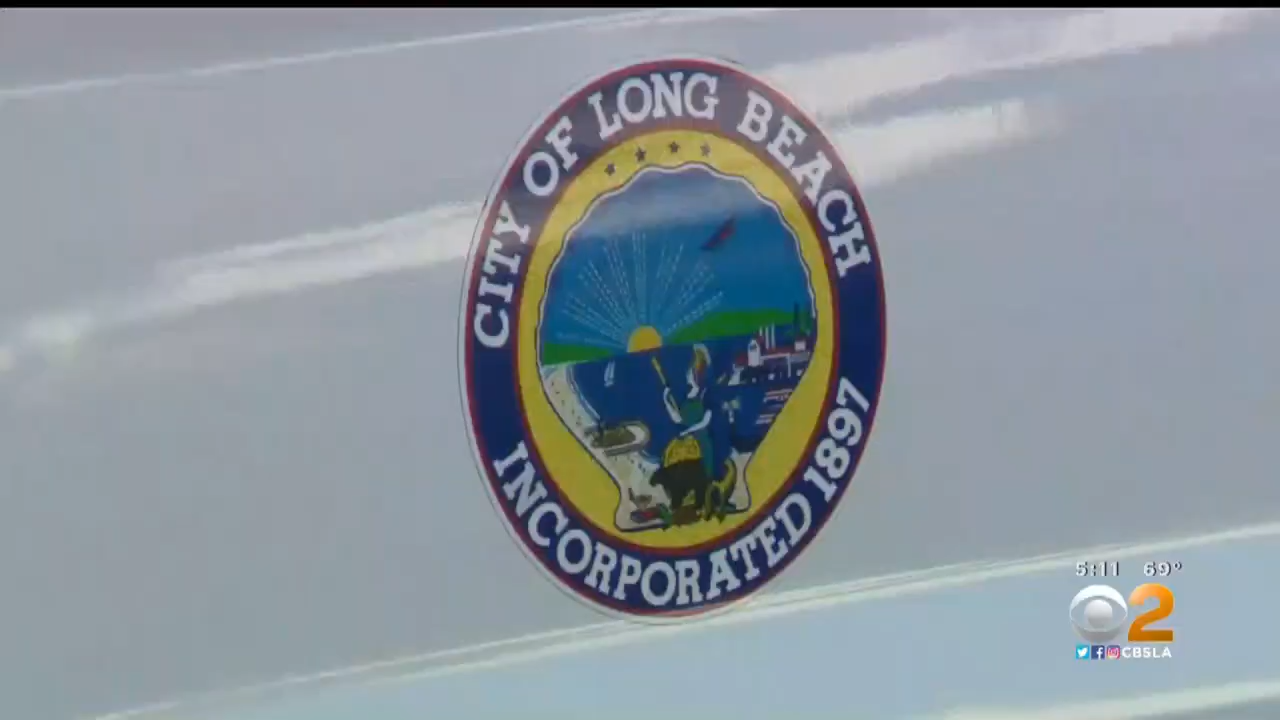 CITY OF LONG BEACH
INCORPORATED 1897
5:11 69°
2
CBSLA